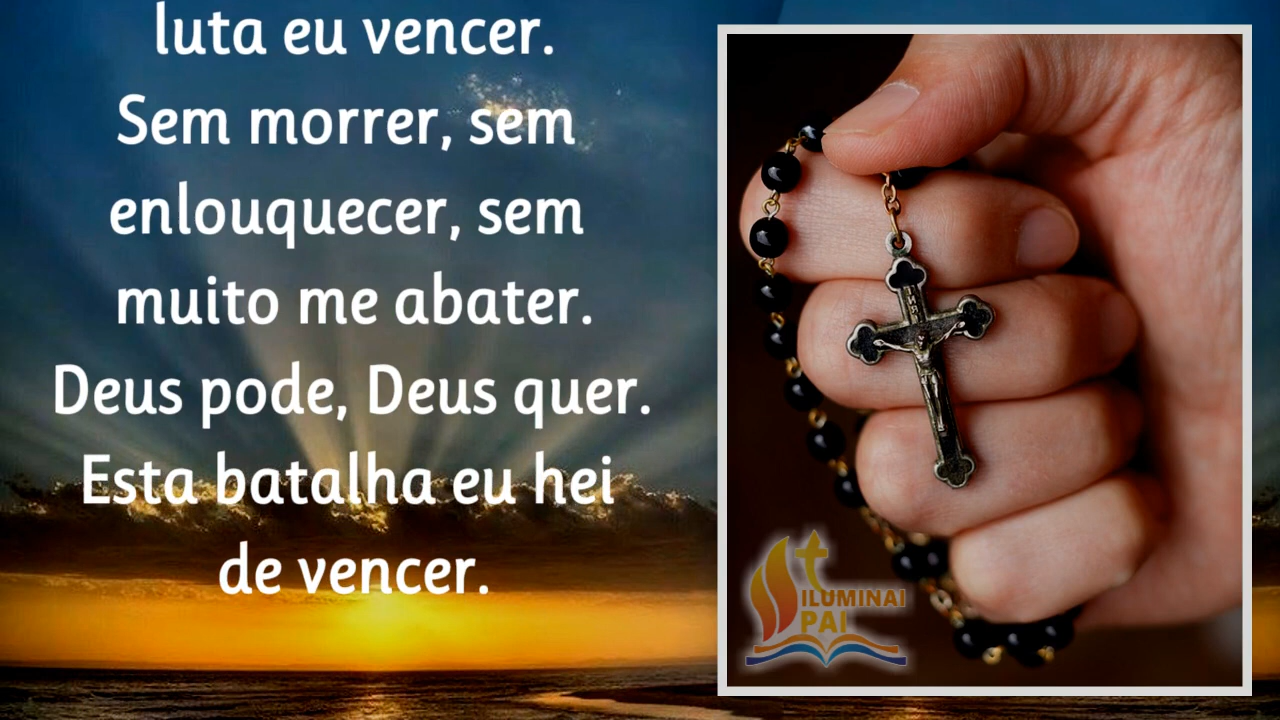 luta eu vencer.
Sem morrer, sem
enlouquecer, sem
muito me abater.
Deus pode, Deus quer.
Esta batalha eu hei
de vencer.
ILUMINAI
PAI